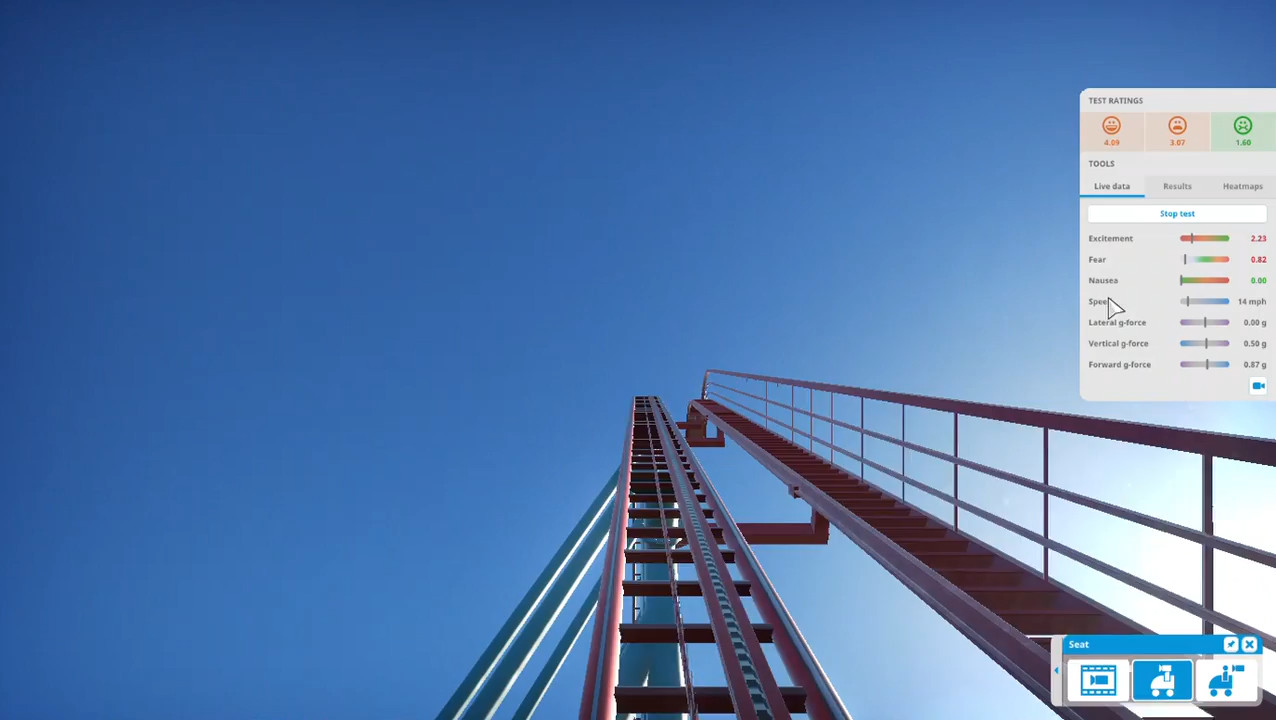 TEST RATINGS
4.09 3.07 1.60
TOOLS
Live data Results Heatmaps
Stop test
Excitement 2.23
Fear 0.82
Nausea 0.00
Spee 14 mph
Lateral g-force 0.00 g
Vertical g-force 0.50 g
Forward g-force 0.87 g
Seat